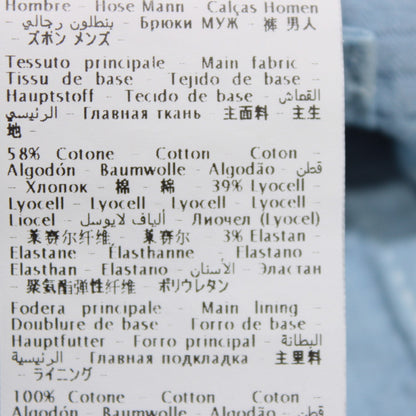 Hombre - Hose Mann - Calças Homen
- بنطلون رجالي - Брюки МУЖ - 裤 男人
- ズボン メンズ -
Tessuto principale - Main fabric -
Tissu de base - Tejido de base -
Hauptstoff - Tecido de base - القماش
الرئيسي - Главная ткань - 主面料 - 主生
地 -
58% Cotone - Cotton - Coton -
Algodón - Baumwolle - Algodão - قطن
- Хлопок - 棉 - 綿 - 39% Lyocell -
Lyocell - Lyocell - Lyocell - Lyocell -
Liocel - ألياف لايوسل - Лиочел (Lyocel)
- 莱赛尔纤维, 莱赛尔 - 3% Elastan -
Elastane - Élasthanne - Elastano -
Elasthan - Elastano - الأستان - Эластан
- 聚氨酯弹性纤维 - ポリウレタン
Fodera principale - Main lining -
Doublure de base - Forro de base -
Hauptfutter - Forro principal - البطانة
الرئيسية - Главная подкладка - 主里料
- ライニング -
100% Cotone - Cotton - Coton -
Algodón - Baumwolle - Algodão - قطن